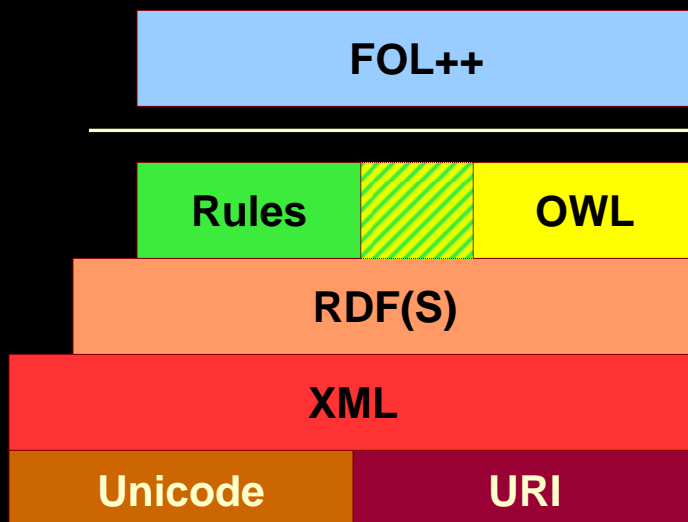 FOL++
Rules OWL
RDF(S)
XML
Unicode URI